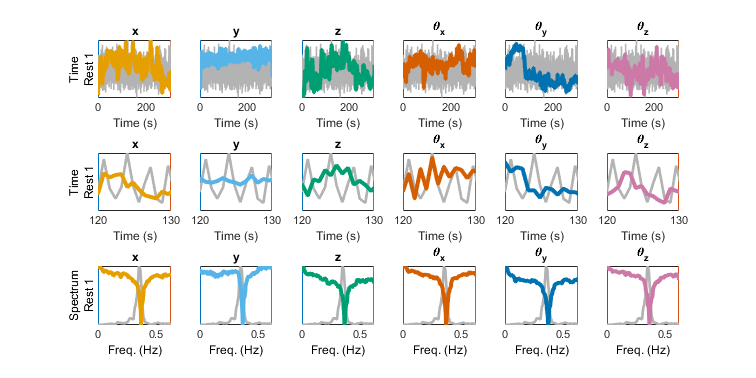 x y z θx θy θz
Time
Rest 1
0 200 0 200 0 200 0 200 0 200 0 200
Time (s) Time (s) Time (s) Time (s) Time (s) Time (s)
x y z θx θy θz
Time
Rest 1
120 130 120 130 120 130 120 130 120 130 120 130
Time (s) Time (s) Time (s) Time (s) Time (s) Time (s)
x y z θx θy θz
Spectrum
Rest 1
0 0.5 0 0.5 0 0.5 0 0.5 0 0.5 0 0.5
Freq. (Hz) Freq. (Hz) Freq. (Hz) Freq. (Hz) Freq. (Hz) Freq. (Hz)